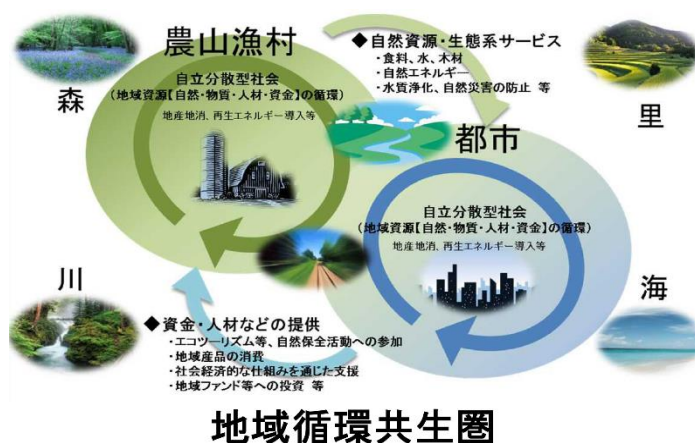 農山漁村
自立分散型社会
(地域資源【自然・物質・人材・資金】の循環)
地産地消、再生エネルギー導入等
森
◆自然資源・生態系サービス
・食料、水、木材
・自然エネルギー
・水質浄化、自然災害の防止 等
里
都市
自立分散型社会
(地域資源【自然・物質・人材・資金】の循環)
地産地消、再生エネルギー導入等
川
海
◆資金・人材などの提供
・エコツーリズム等、自然保全活動への参加
・地域産品の消費
・社会経済的な仕組みを通じた支援
・地域ファンド等への投資 等
地域循環共生圏